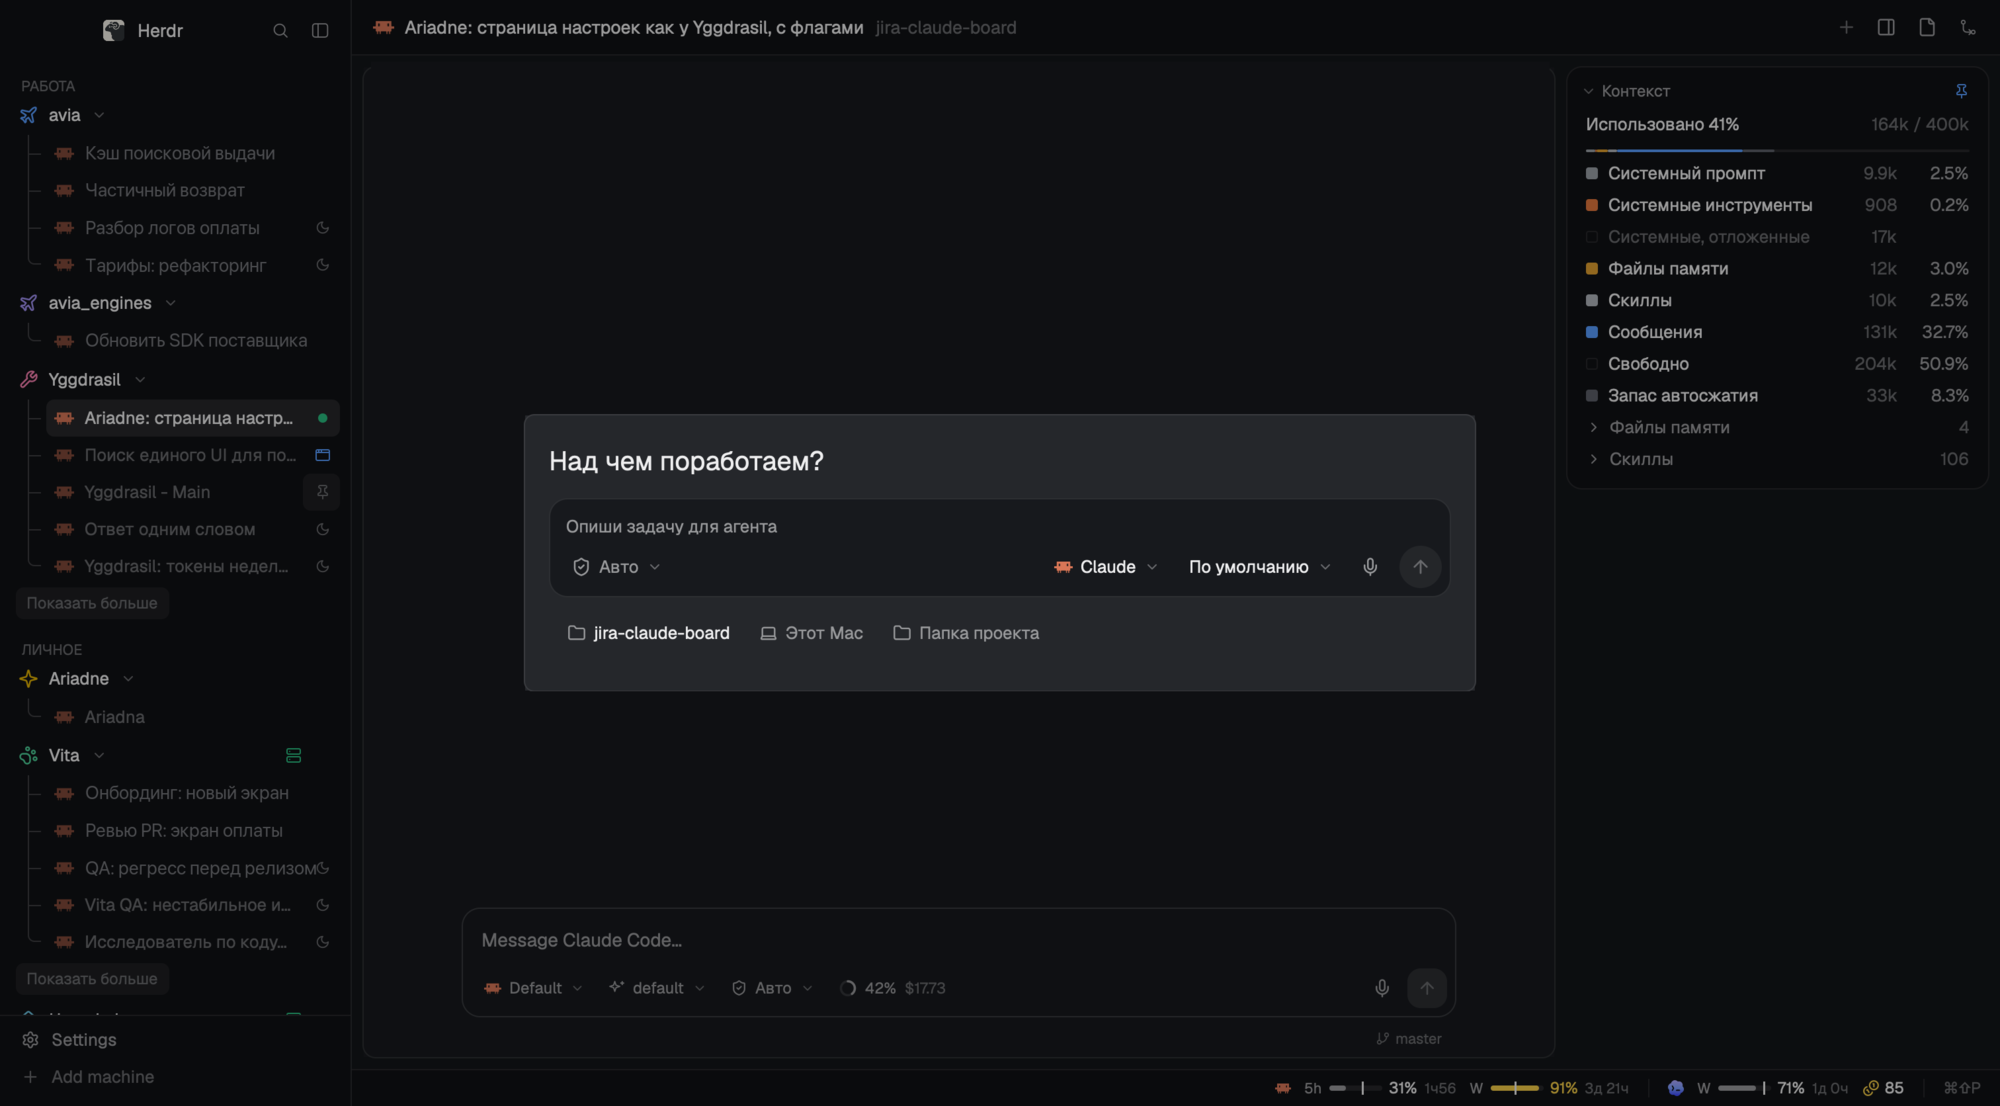 Herdr
РАБОТА
avia
Кэш поисковой выдачи
Частичный возврат
Разбор логов оплаты
Тарифы: рефакторинг
avia_engines
Обновить SDK поставщика
Yggdrasil
Ariadne: страница настр...
Поиск единого UI для по...
Yggdrasil - Main
Ответ одним словом
Yggdrasil: токены недел...
Показать больше
ЛИЧНОЕ
Ariadne
Ariadna
Vita
Онбординг: новый экран
Ревью PR: экран оплаты
QA: регресс перед релизом
Vita QA: нестабильное и...
Исследователь по коду...
Показать больше
Settings
Add machine
Ariadne: страница настроек как у Yggdrasil, с флагами jira-claude-board
Над чем поработаем?
Опиши задачу для агента
Авто Claude По умолчанию
jira-claude-board Этот Mac Папка проекта
Message Claude Code...
Default default Авто 42% $17.73
master
Контекст
Использовано 41% 164k / 400k
Системный промпт 9.9k 2.5%
Системные инструменты 908 0.2%
Системные, отложенные 17k
Файлы памяти 12k 3.0%
Скиллы 10k 2.5%
Сообщения 131k 32.7%
Свободно 204k 50.9%
Запас автосжатия 33k 8.3%
Файлы памяти 4
Скиллы 106
5h 31% 1ч56 W 91% 3д 21ч W 71% 1д 0ч 85 ⌘⇧P